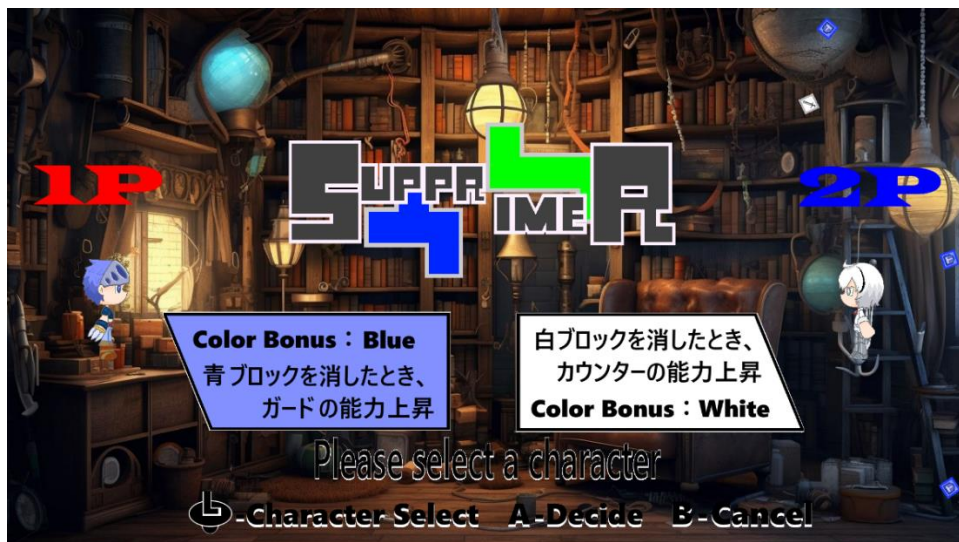 1P
SUPPRIMER
2P
Color Bonus：Blue
青ブロックを消したとき、
ガードの能力上昇
白ブロックを消したとき、
カウンターの能力上昇
Color Bonus：White
Please select a character
L-Character Select A-Decide B-Cancel